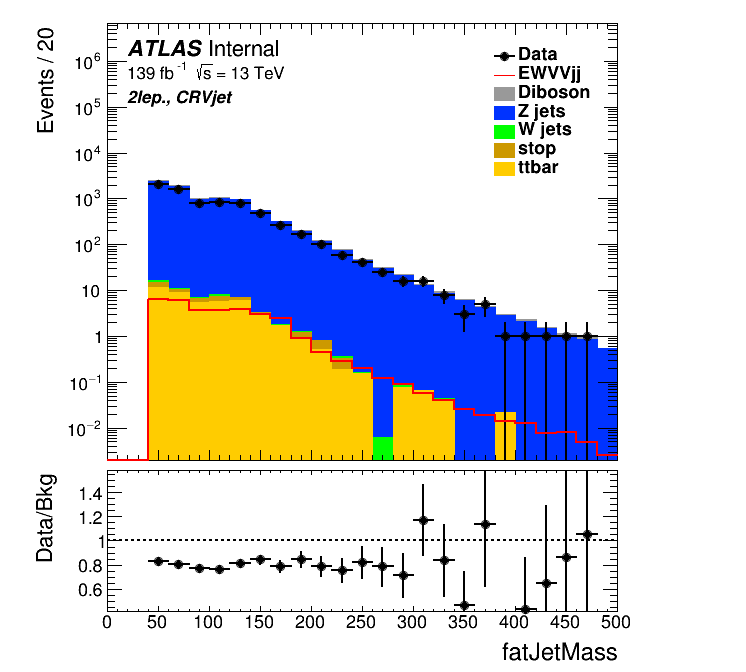 Events / 20
ATLAS Internal
139 fb⁻¹ √s = 13 TeV
2lep., CRVjet
Data
EWVVjj
Diboson
Z jets
W jets
stop
ttbar
10⁶
10⁵
10⁴
10³
10²
10
1
10⁻¹
10⁻²
Data/Bkg
1.4
1.2
1
0.8
0.6
0 50 100 150 200 250 300 350 400 450 500
fatJetMass